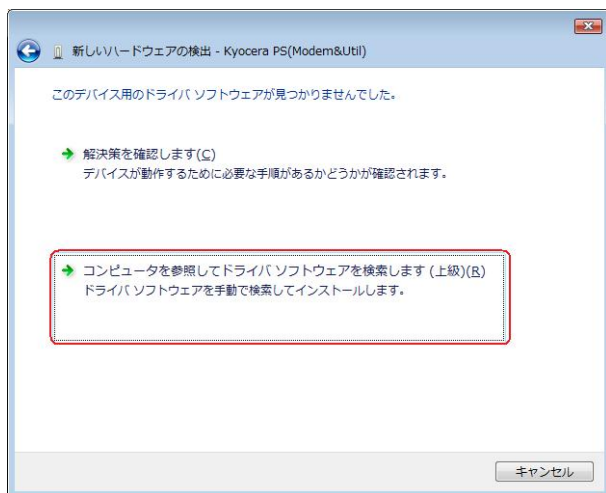 新しいハードウェアの検出 - Kyocera PS(Modem&Util)
このデバイス用のドライバ ソフトウェアが見つかりませんでした。
解決策を確認します(C)
デバイスが動作するために必要な手順があるかどうかが確認されます。
コンピュータを参照してドライバ ソフトウェアを検索します (上級)(R)
ドライバ ソフトウェアを手動で検索してインストールします。
キャンセル